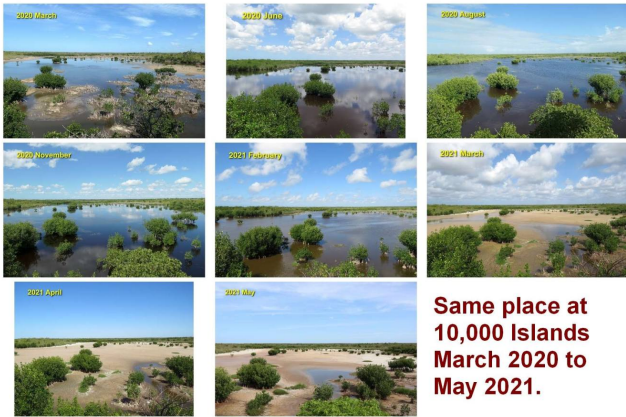 2020 March
2020 June
2020 August
2020 November
2021 February
2021 March
2021 April
2021 May
Same place at
10,000 Islands
March 2020 to
May 2021.